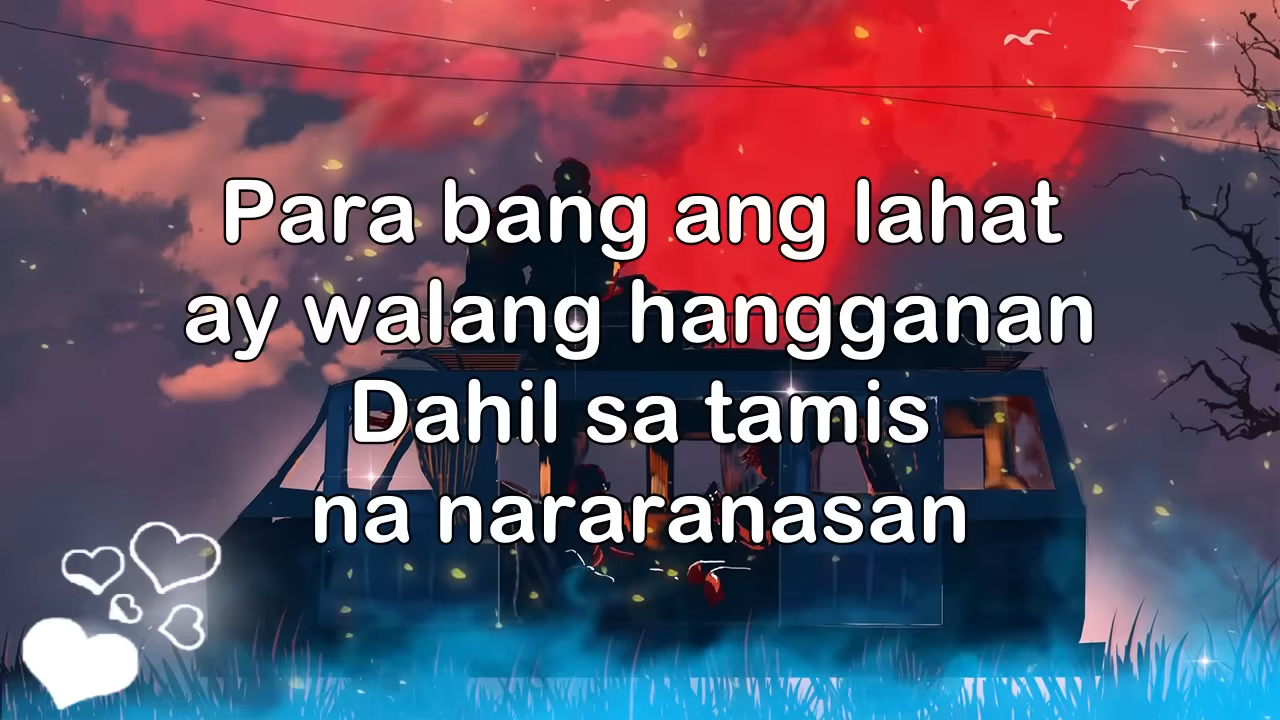 Para bang ang lahat
ay walang hangganan
Dahil sa tamis
na nararanasan